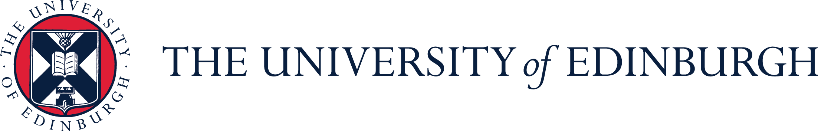 · THE UNIVERSITY ·
OF EDINBURGH
THE UNIVERSITY of EDINBURGH